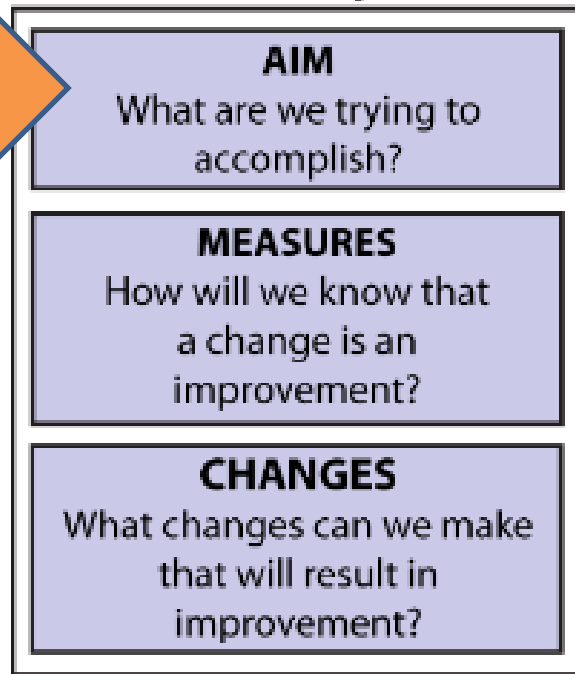 AIM
What are we trying to
accomplish?
MEASURES
How will we know that
a change is an
improvement?
CHANGES
What changes can we make
that will result in
improvement?